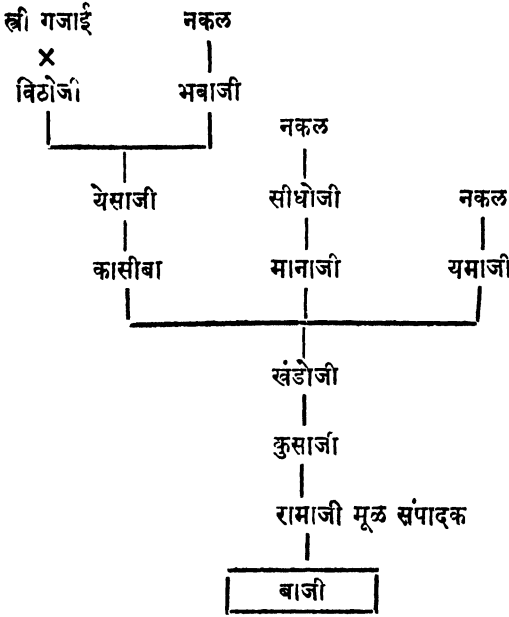 स्त्री गजाई नकल
×
विठोजी भबाजी
नकल
येसाजी सीधोजी नकल
कासीबा मानाजी यमाजी
खंडोजी
कुसाजी
रामाजी मूळ संपादक
बाजी